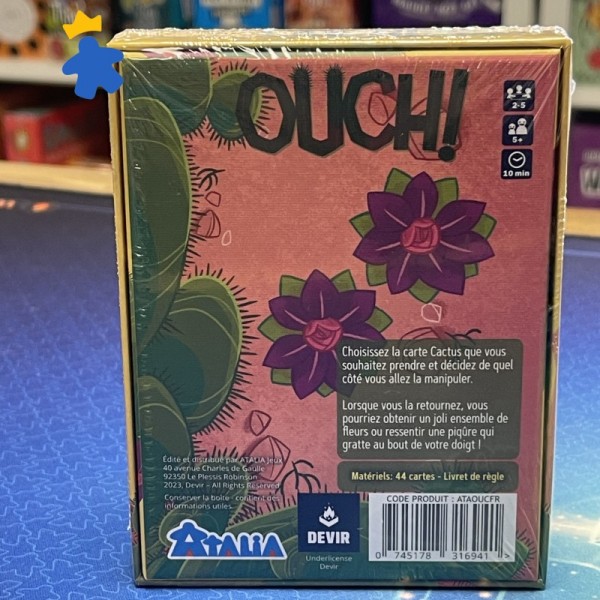 OUCH!
2-5
5+
10 min
Choisissez la carte Cactus que vous
souhaitez prendre et décidez de quel
côté vous allez la manipuler.
Lorsque vous la retournez, vous
pourriez obtenir un joli ensemble de
fleurs ou ressentir une piqûre qui
gratte au bout de votre doigt !
Matériels: 44 cartes - Livret de règle
Edité et distribué par ATALIA Jeux
40 avenue Charles de Gaulle
92350 Le Plessis Robinson
2023, Devir – All Rights Reserved
Conserver la boîte - contient des
informations utiles
ATALIA
DEVIR
Underlicense
Devir
CODE PRODUIT : ATAOUCFR
0 745178 316941 >